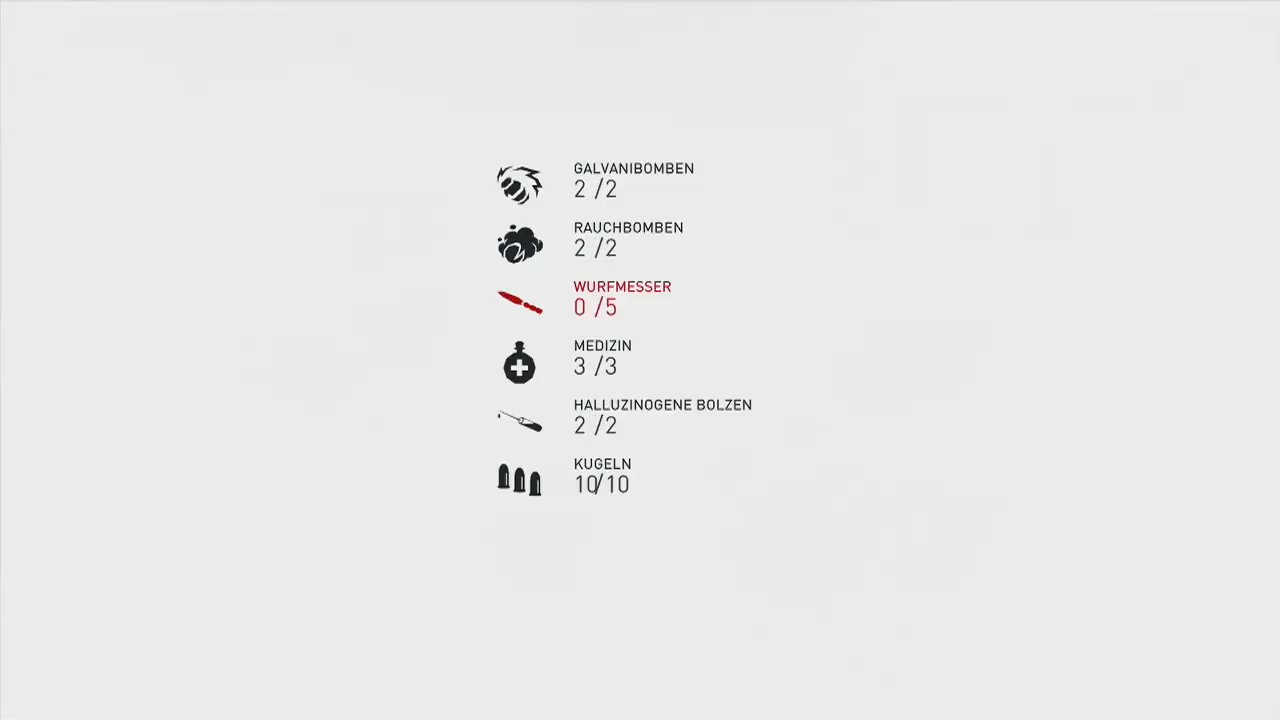 GALVANIBOMBEN
2 /2
RAUCHBOMBEN
2 /2
WURFMESSER
0 /5
MEDIZIN
3 /3
HALLUZINOGENE BOLZEN
2 /2
KUGELN
10/10